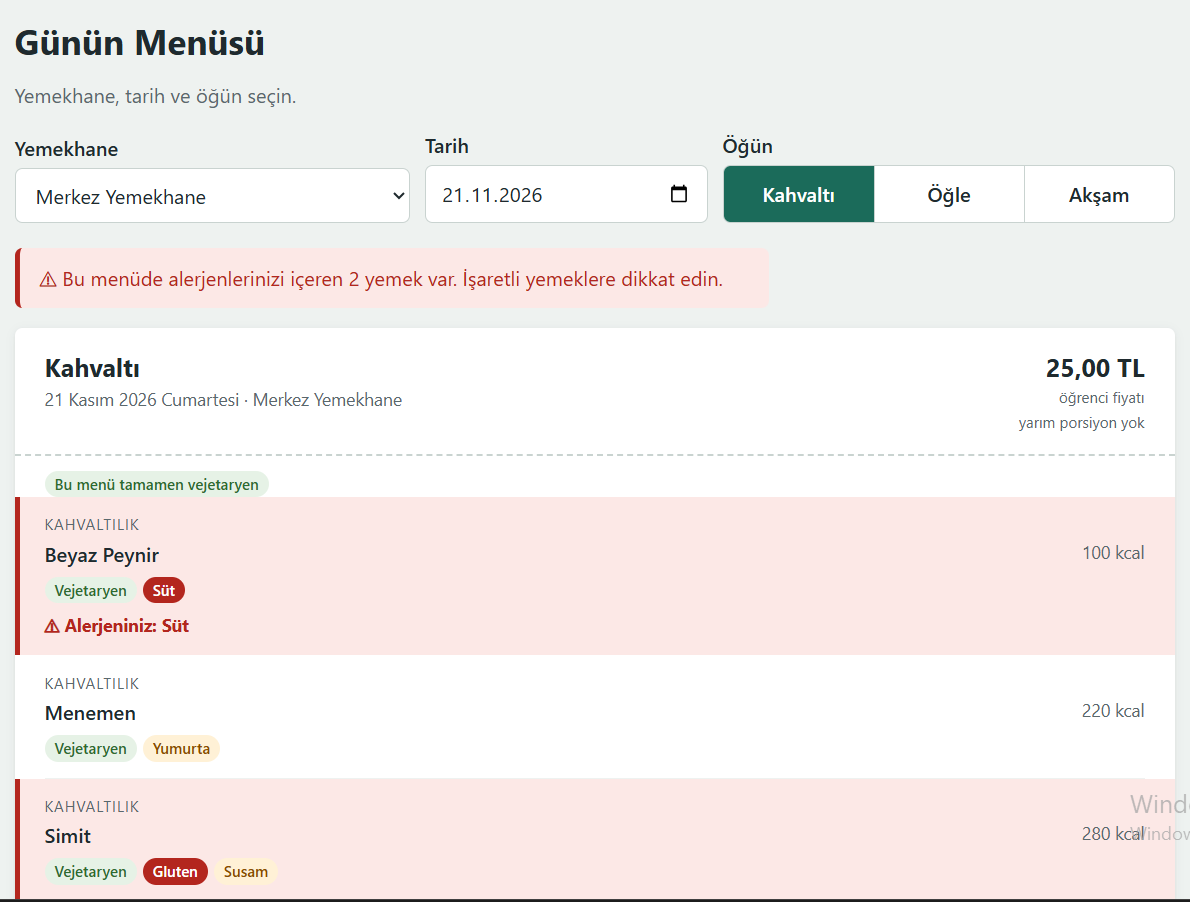 Günün Menüsü
Yemekhane, tarih ve öğün seçin.
Yemekhane
Tarih
Öğün
Merkez Yemekhane
21.11.2026
Kahvaltı
Öğle
Akşam
⚠ Bu menüde alerjenlerinizi içeren 2 yemek var. İşaretli yemeklere dikkat edin.
Kahvaltı
25,00 TL
21 Kasım 2026 Cumartesi · Merkez Yemekhane
öğrenci fiyatı
yarım porsiyon yok
Bu menü tamamen vejetaryen
KAHVALTILIK
Beyaz Peynir
100 kcal
Vejetaryen Süt
⚠ Alerjeniniz: Süt
KAHVALTILIK
Menemen
220 kcal
Vejetaryen Yumurta
KAHVALTILIK
Simit
280 kcal
Vejetaryen Gluten Susam